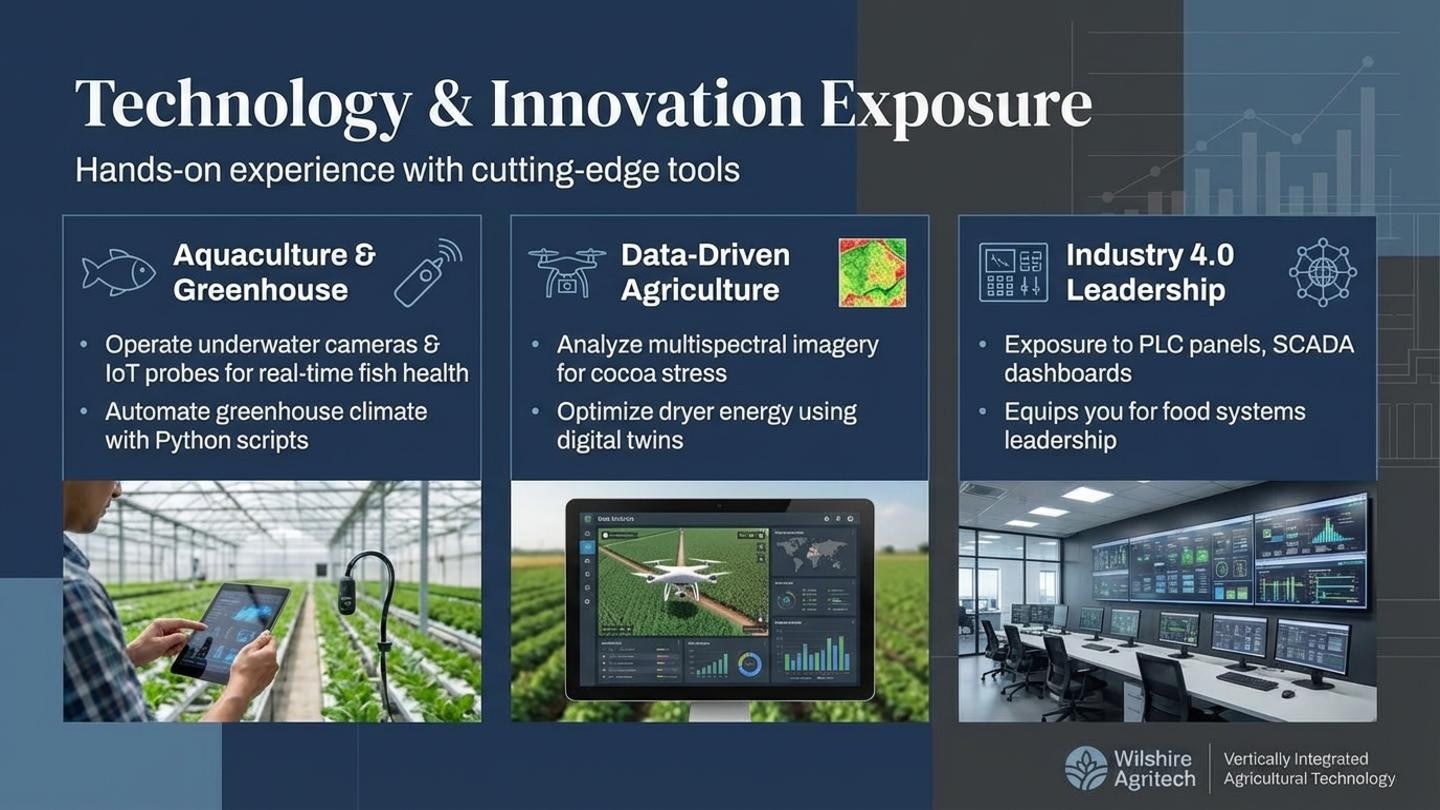 Technology & Innovation Exposure
Hands-on experience with cutting-edge tools
Aquaculture &
Greenhouse
• Operate underwater cameras &
IoT probes for real-time fish health
• Automate greenhouse climate
with Python scripts
Data-Driven
Agriculture
• Analyze multispectral imagery
for cocoa stress
• Optimize dryer energy using
digital twins
Industry 4.0
Leadership
• Exposure to PLC panels, SCADA
dashboards
• Equips you for food systems
leadership
Wilshire
Agritech
Vertically Integrated
Agricultural Technology